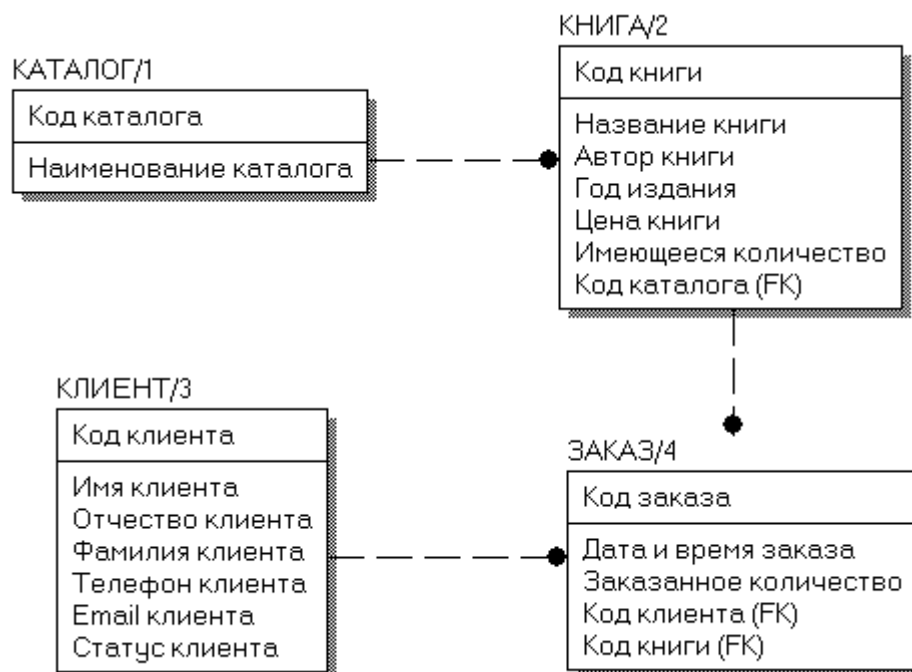 КАТАЛОГ/1
Код каталога
Наименование каталога
КНИГА/2
Код книги
Название книги
Автор книги
Год издания
Цена книги
Имеющееся количество
Код каталога (FK)
КЛИЕНТ/3
Код клиента
Имя клиента
Отчество клиента
Фамилия клиента
Телефон клиента
Email клиента
Статус клиента
ЗАКАЗ/4
Код заказа
Дата и время заказа
Заказанное количество
Код клиента (FK)
Код книги (FK)